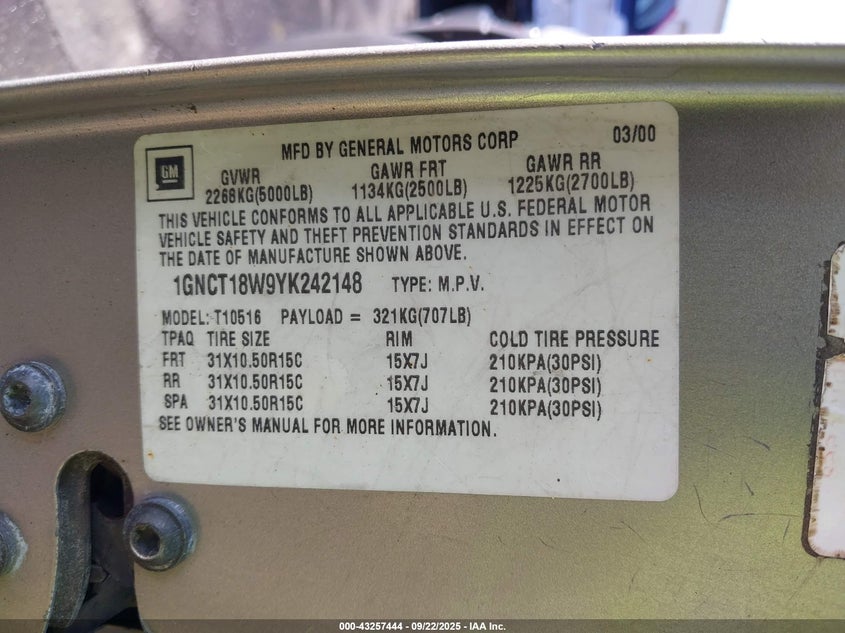 MFD BY GENERAL MOTORS CORP 03/00
GM
GVWR GAWR FRT GAWR RR
2268KG(5000LB) 1134KG(2500LB) 1225KG(2700LB)
THIS VEHICLE CONFORMS TO ALL APPLICABLE U.S. FEDERAL MOTOR
VEHICLE SAFETY AND THEFT PREVENTION STANDARDS IN EFFECT ON
THE DATE OF MANUFACTURE SHOWN ABOVE.
1GNCT18W9YK242148 TYPE: M.P.V.
MODEL: T10516 PAYLOAD = 321KG(707LB)
TPAQ TIRE SIZE RIM COLD TIRE PRESSURE
FRT 31X10.50R15C 15X7J 210KPA(30PSI)
RR 31X10.50R15C 15X7J 210KPA(30PSI)
SPA 31X10.50R15C 15X7J 210KPA(30PSI)
SEE OWNER'S MANUAL FOR MORE INFORMATION.
000-43257444 - 09/22/2025 - IAA Inc.